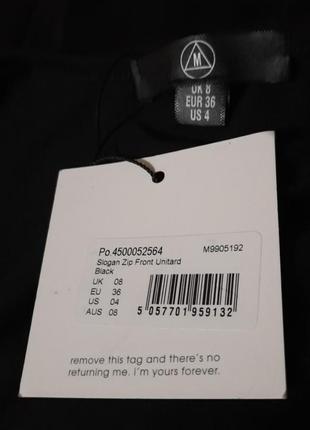 M
UK 8
EUR 36
US 4
Po.4500052564 M9905192
Slogan Zip Front Unitard
Black
UK 08
EU 36
US 04
AUS 08
5 057701 959132
remove this tag and there's no
returning me. i'm yours forever.